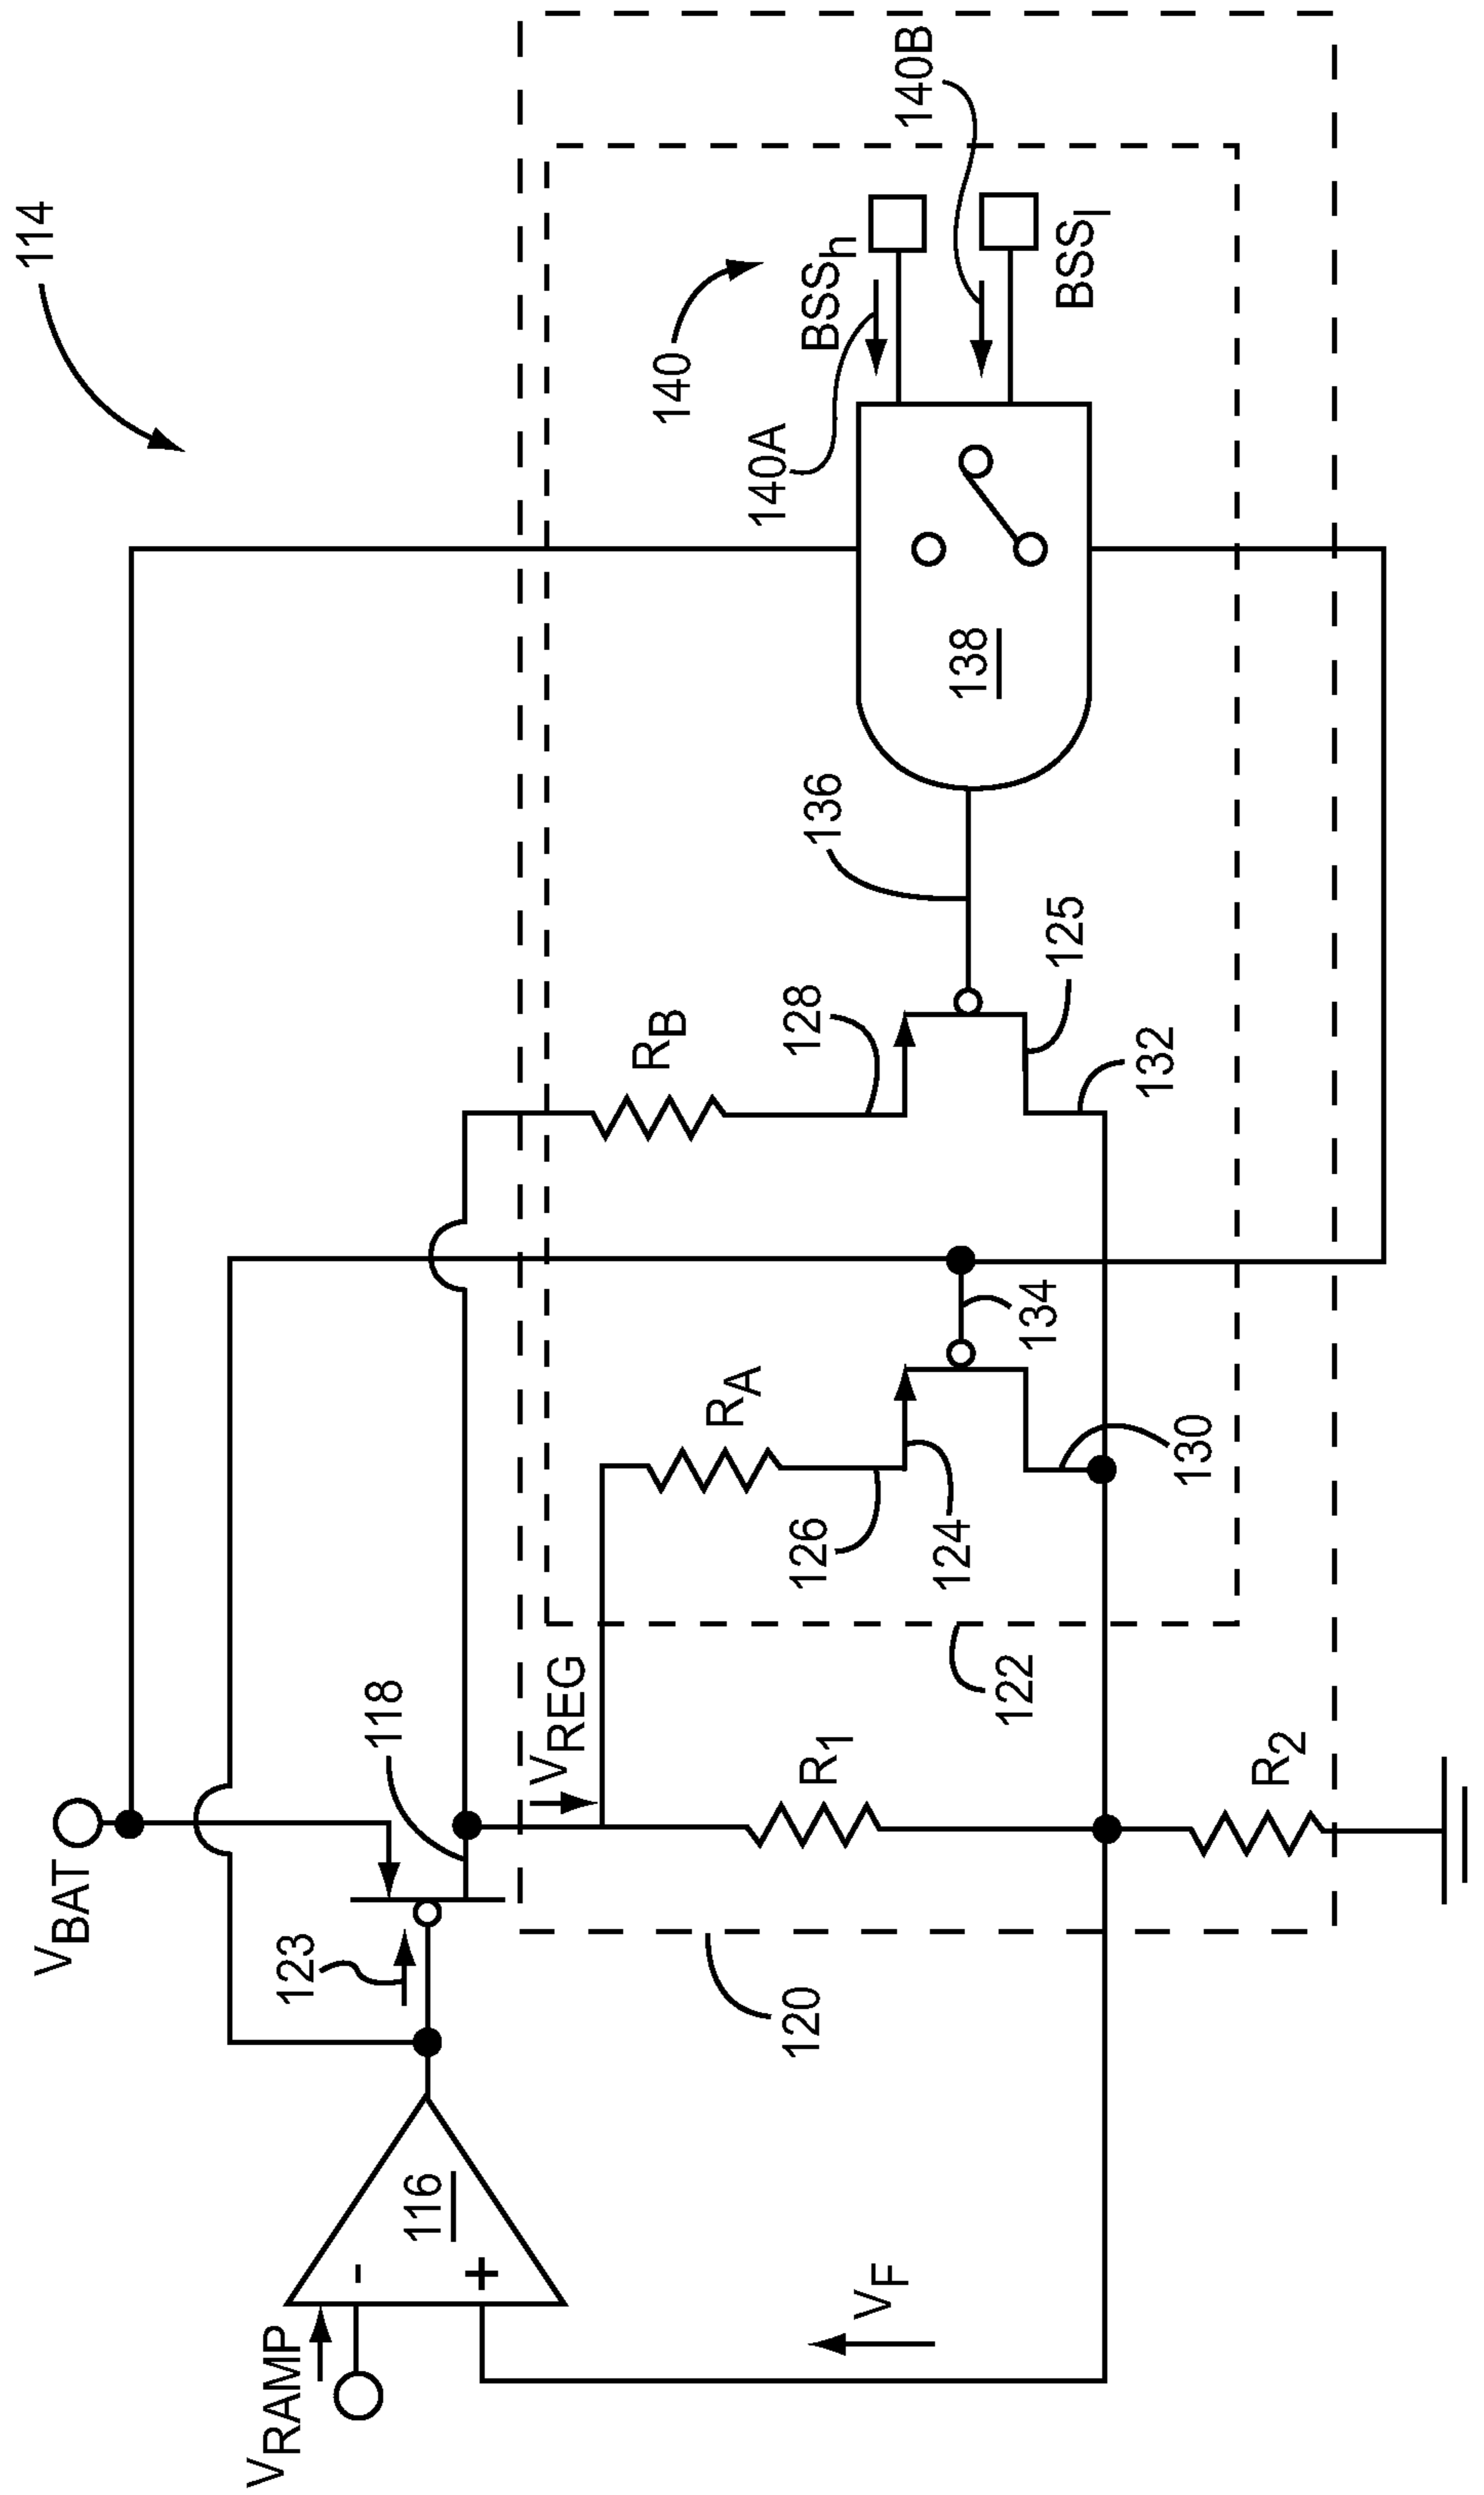 114
VBAT
VRAMP
-
116
+
123
118
VREG
120
VF
R1
R2
122
RA
126
124
130
134
RB
128
125
132
136
138
140
140A
140B
BSSh
BSSl